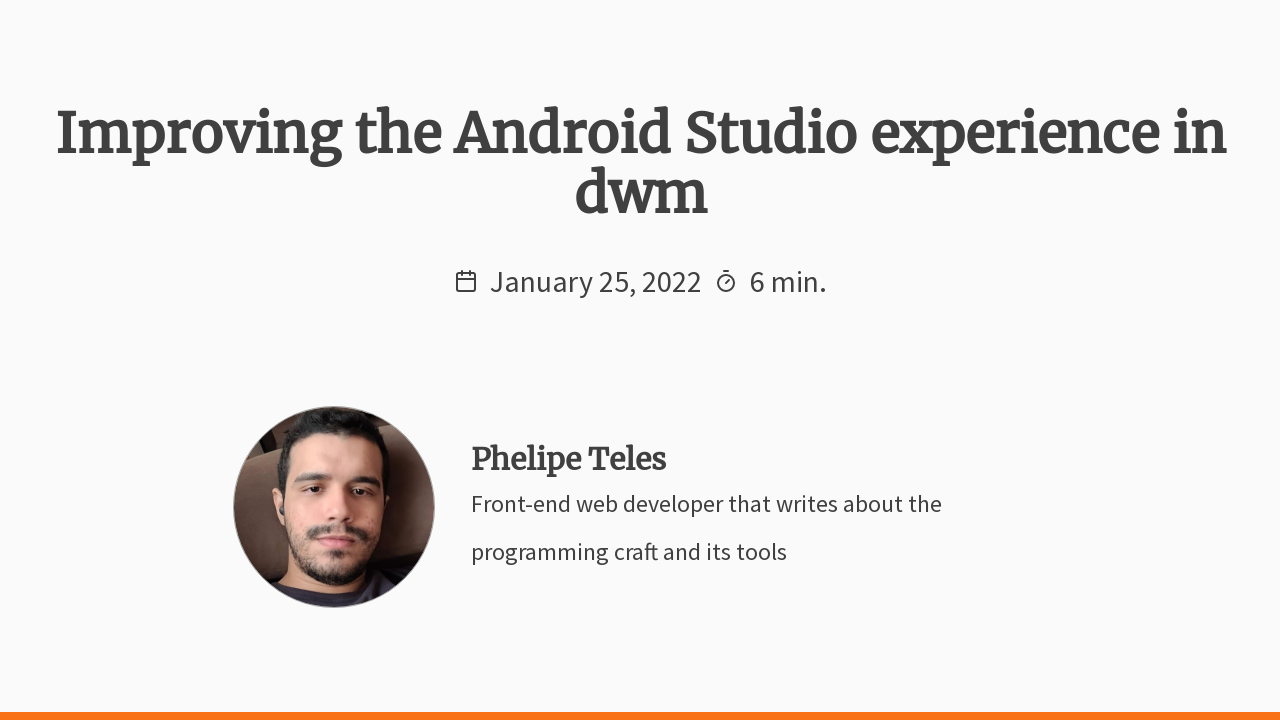 Improving the Android Studio experience in
dwm
January 25, 2022 6 min.
Phelipe Teles
Front-end web developer that writes about the
programming craft and its tools